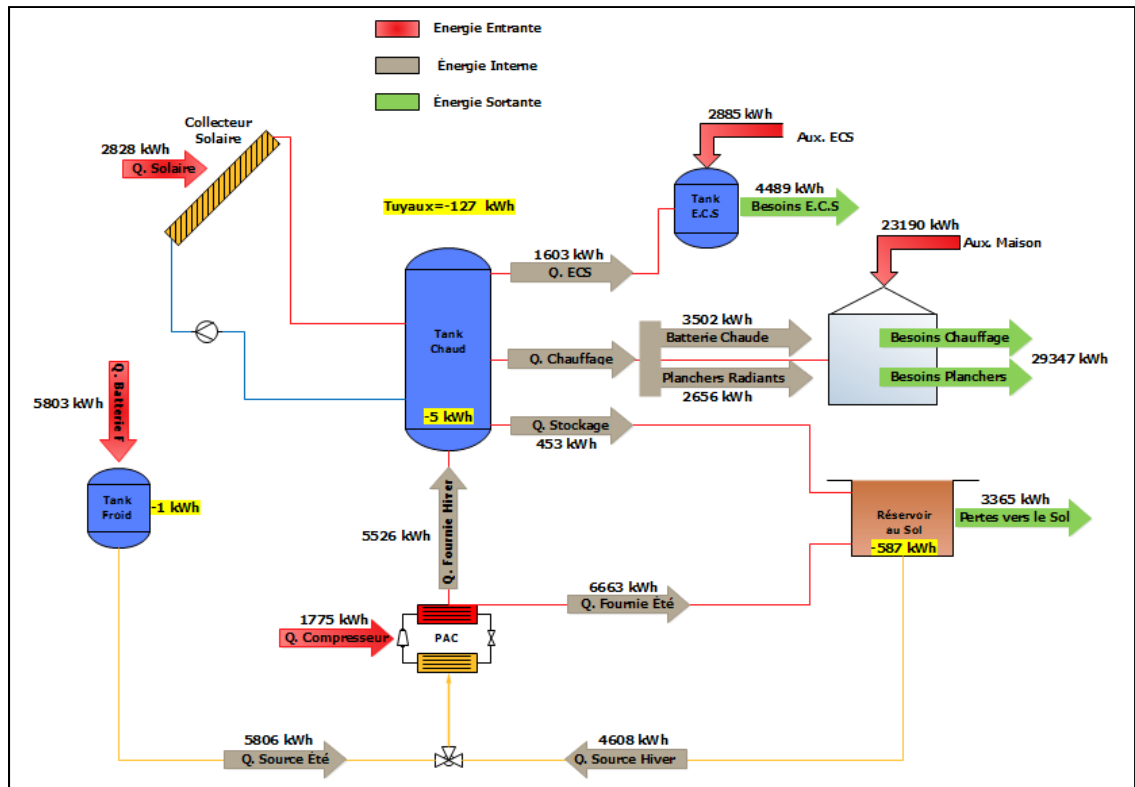 Energie Entrante
Énergie Interne
Énergie Sortante
Collecteur
Solaire
2828 kWh
Q. Solaire
2885 kWh
Aux. ECS
Tank
E.C.S
4489 kWh
Besoins E.C.S
Tuyaux=-127 kWh
1603 kWh
Q. ECS
23190 kWh
Aux. Maison
Tank
Chaud
-5 kWh
3502 kWh
Batterie Chaude
Q. Chauffage
Planchers Radiants
2656 kWh
Besoins Chauffage
29347 kWh
Besoins Planchers
Q. Batterie F
5803 kWh
Q. Stockage
453 kWh
Tank
Froid
-1 kWh
Q. Fournie Hiver
5526 kWh
Réservoir
au Sol
-587 kWh
3365 kWh
Pertes vers le Sol
6663 kWh
Q. Fournie Été
1775 kWh
Q. Compresseur
PAC
5806 kWh
Q. Source Été
4608 kWh
Q. Source Hiver